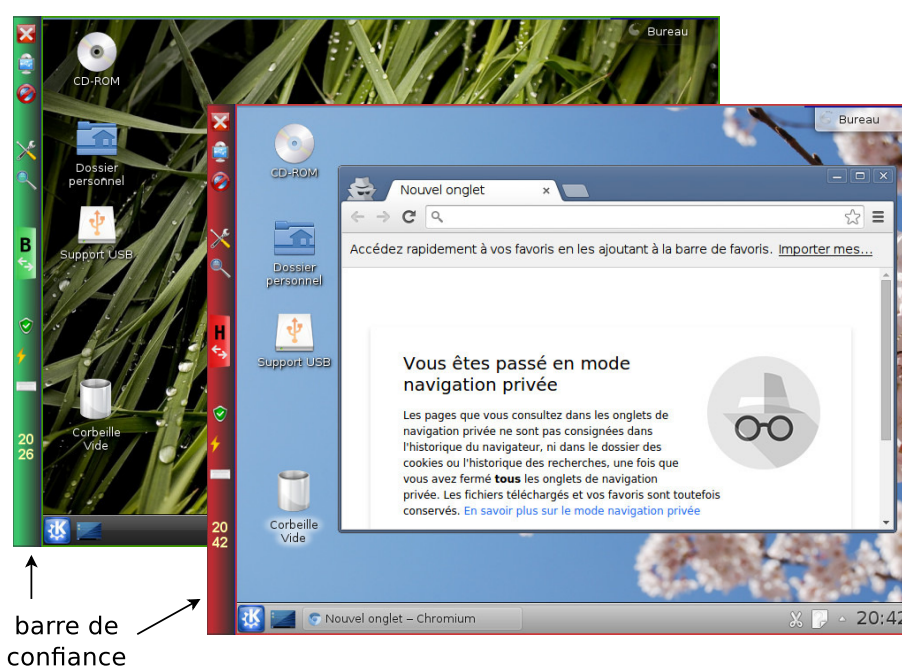 Bureau
CD-ROM
Dossier
personnel
Support USB
B
20
26
Corbeille
Vide
Bureau
CD-ROM
Dossier
personnel
Support USB
H
20
42
Corbeille
Vide
Nouvel onglet
Accédez rapidement à vos favoris en les ajoutant à la barre de favoris. Importer mes...
Vous êtes passé en mode
navigation privée
Les pages que vous consultez dans les onglets de
navigation privée ne sont pas consignées dans
l'historique du navigateur, ni dans le dossier des
cookies ou l'historique des recherches, une fois que
vous avez fermé tous les onglets de navigation
privée. Les fichiers téléchargés et vos favoris sont toutefois
conservés. En savoir plus sur le mode navigation privée
Nouvel onglet – Chromium
20:42
barre de
confiance